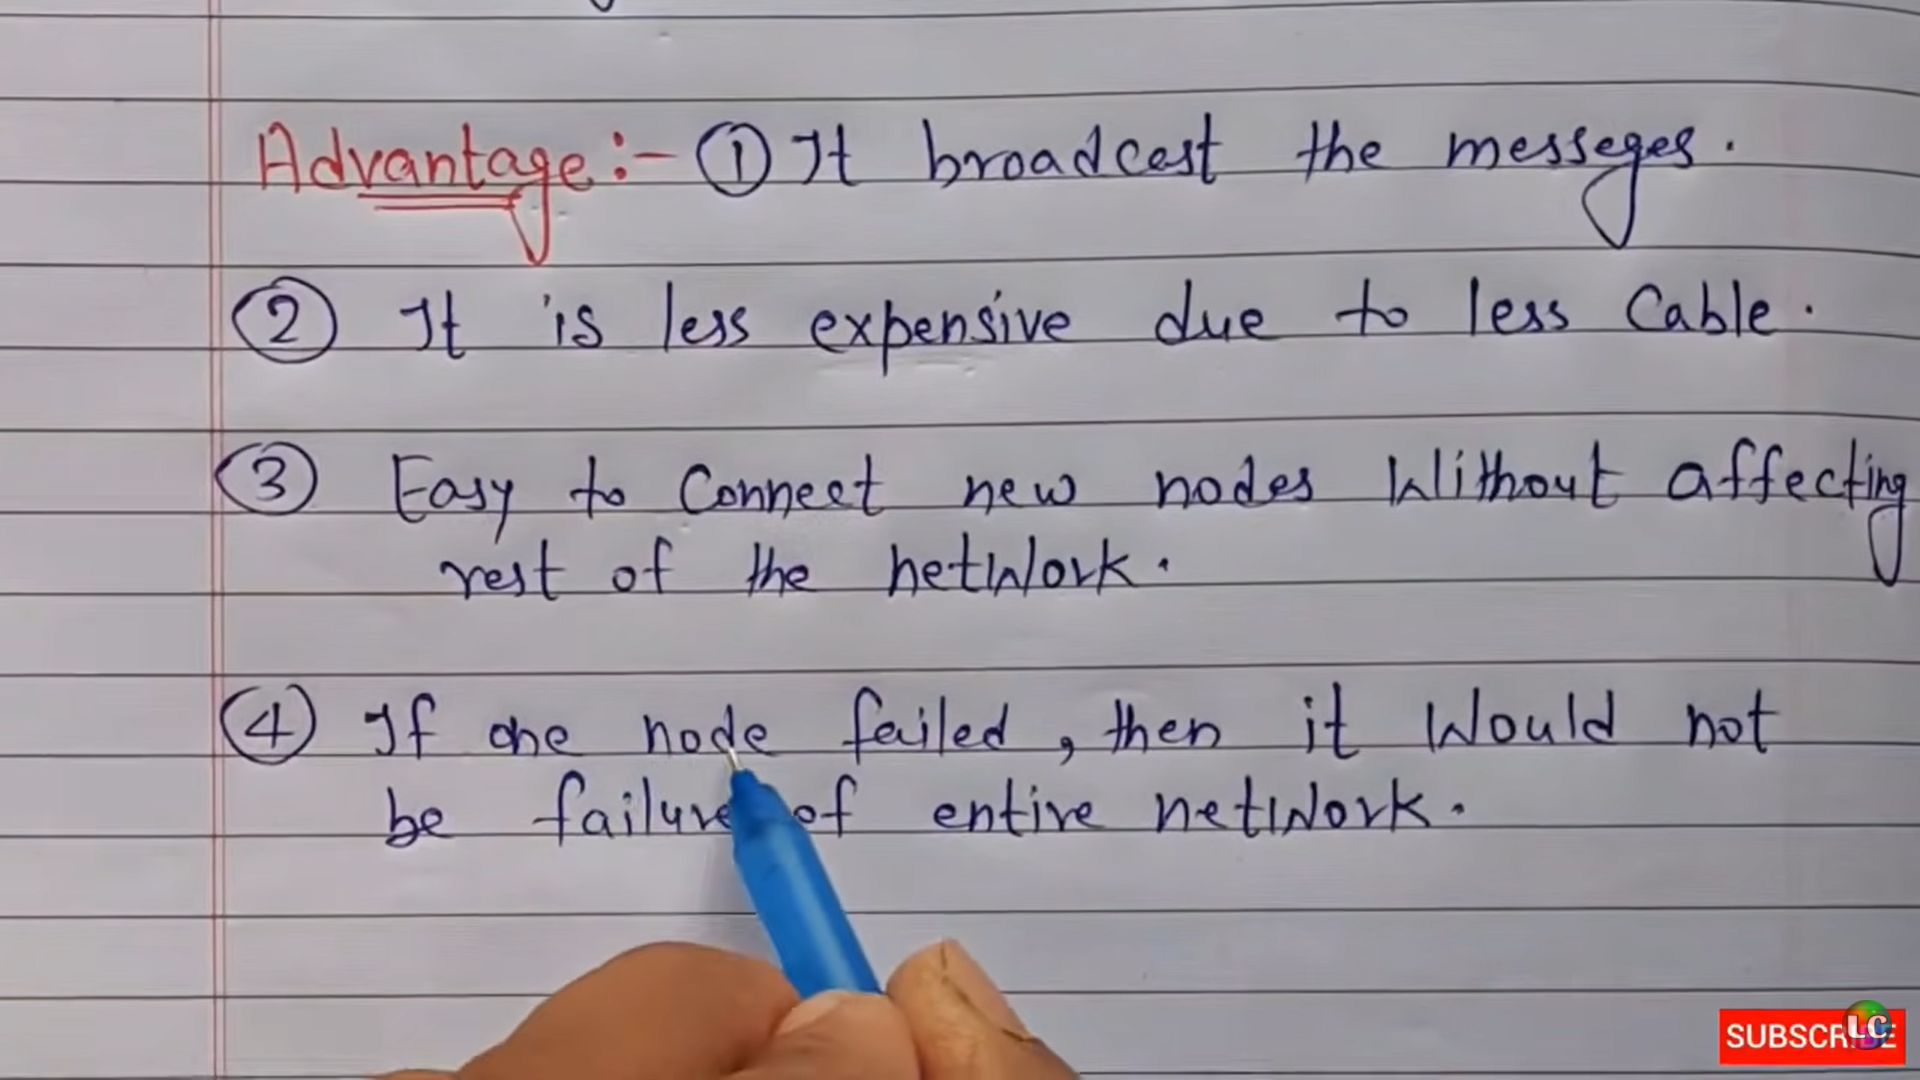 Advantage:- ① It broadcast the messeges.
② It is less expensive due to less Cable.
③ Easy to Connect new nodes Without affecting
rest of the netWork.
④ If one node failed, then it Would not
be failure of entire netWork.
SUBSCRIBE
LC